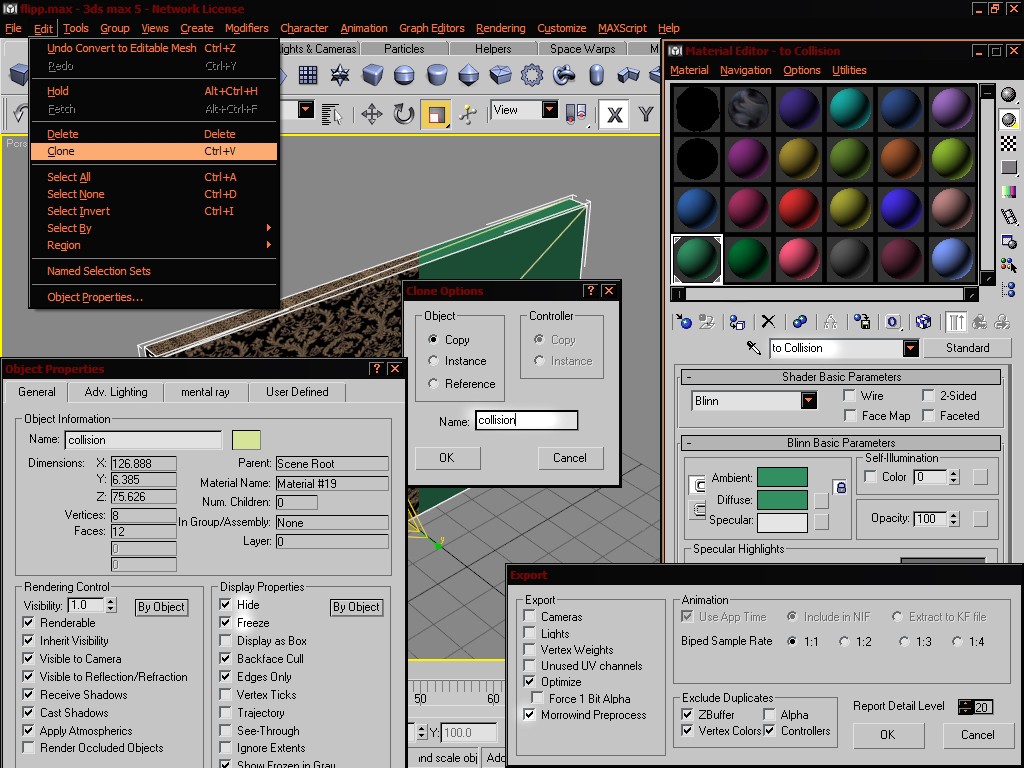 flipp.max - 3ds max 5 - Network License
File Edit Tools Group Views Create Modifiers Character Animation Graph Editors Rendering Customize MAXScript Help
Undo Convert to Editable Mesh Ctrl+Z
Redo Ctrl+Y
Hold Alt+Ctrl+H
Fetch Alt+Ctrl+F
Delete Delete
Clone Ctrl+V
Select All Ctrl+A
Select None Ctrl+D
Select Invert Ctrl+I
Select By
Region
Named Selection Sets
Object Properties...
ights & Cameras Particles Helpers Space Warps M
View X Y
Pers
Material Editor - to Collision
Material Navigation Options Utilities
to Collision Standard
- Shader Basic Parameters
Blinn Wire 2-Sided
Face Map Faceted
- Blinn Basic Parameters
Self-Illumination
Ambient: Color 0
Diffuse:
Specular: Opacity: 100
Specular Highlights
Clone Options ? X
Object Controller
Copy Copy
Instance Instance
Reference
Name: collision
OK Cancel
Object Properties ? X
General Adv. Lighting mental ray User Defined
Object Information
Name: collision
Dimensions: X: 126.888 Parent: Scene Root
Y: 6.385 Material Name: Material #19
Z: 75.626 Num. Children: 0
Vertices: 8 In Group/Assembly: None
Faces: 12 Layer: 0
0
0
Rendering Control Display Properties
Visibility: 1.0 By Object Hide By Object
Renderable Freeze
Inherit Visibility Display as Box
Visible to Camera Backface Cull
Visible to Reflection/Refraction Edges Only
Receive Shadows Vertex Ticks
Cast Shadows Trajectory
Apply Atmospherics See-Through
Render Occluded Objects Ignore Extents
Show Frozen in Gray
y
50 60
Y: 100.0
nd scale obj Add
Export
Export Animation
Cameras Use App Time Include in NIF Extract to KF file
Lights Biped Sample Rate 1:1 1:2 1:3 1:4
Vertex Weights
Unused UV channels
Optimize
Force 1 Bit Alpha
Morrowind Preprocess
Exclude Duplicates
ZBuffer Alpha
Vertex Colors Controllers
Report Detail Level 20
OK Cancel